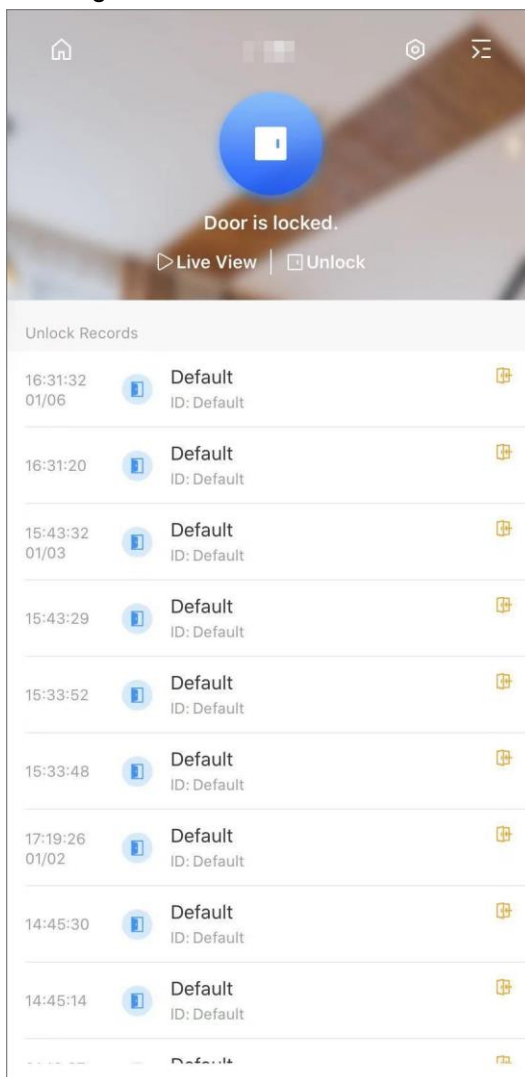 Door is locked.
Live View | Unlock
Unlock Records
16:31:32
01/06
Default
ID: Default
16:31:20
Default
ID: Default
15:43:32
01/03
Default
ID: Default
15:43:29
Default
ID: Default
15:33:52
Default
ID: Default
15:33:48
Default
ID: Default
17:19:26
01/02
Default
ID: Default
14:45:30
Default
ID: Default
14:45:14
Default
ID: Default
Default